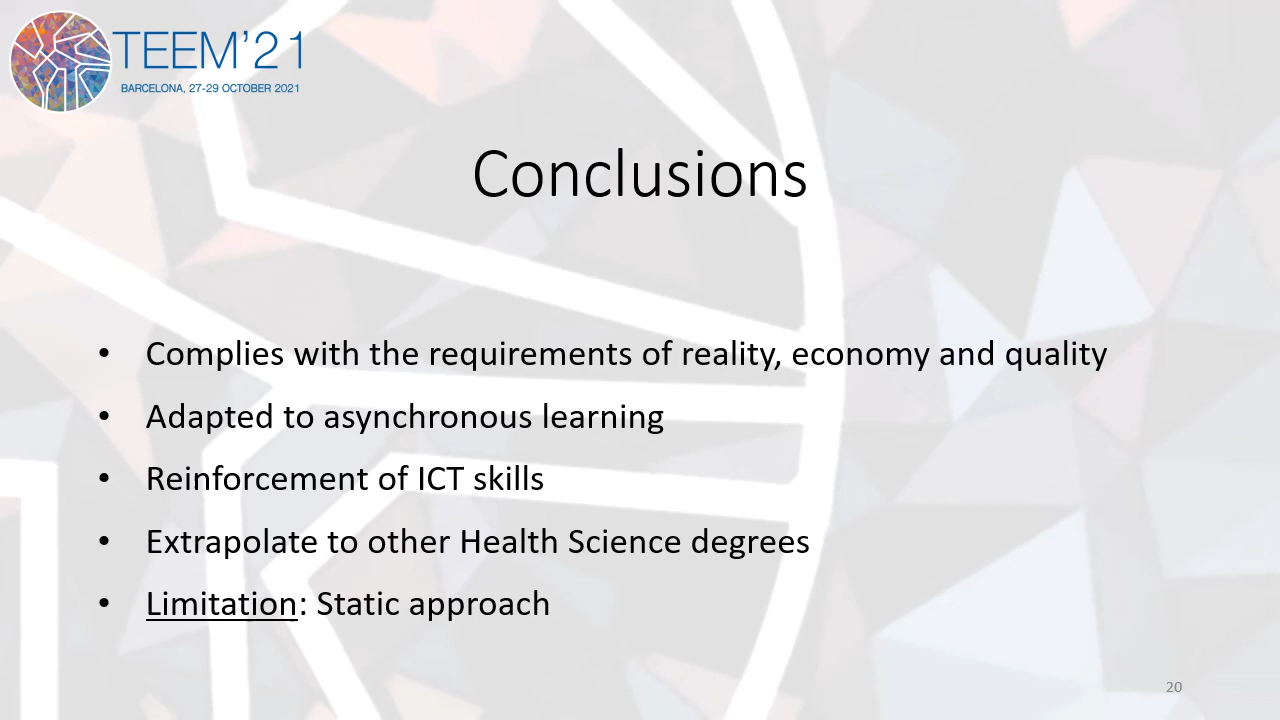 TEEM'21
BARCELONA, 27-29 OCTOBER 2021
Conclusions
• Complies with the requirements of reality, economy and quality
• Adapted to asynchronous learning
• Reinforcement of ICT skills
• Extrapolate to other Health Science degrees
• Limitation: Static approach
20